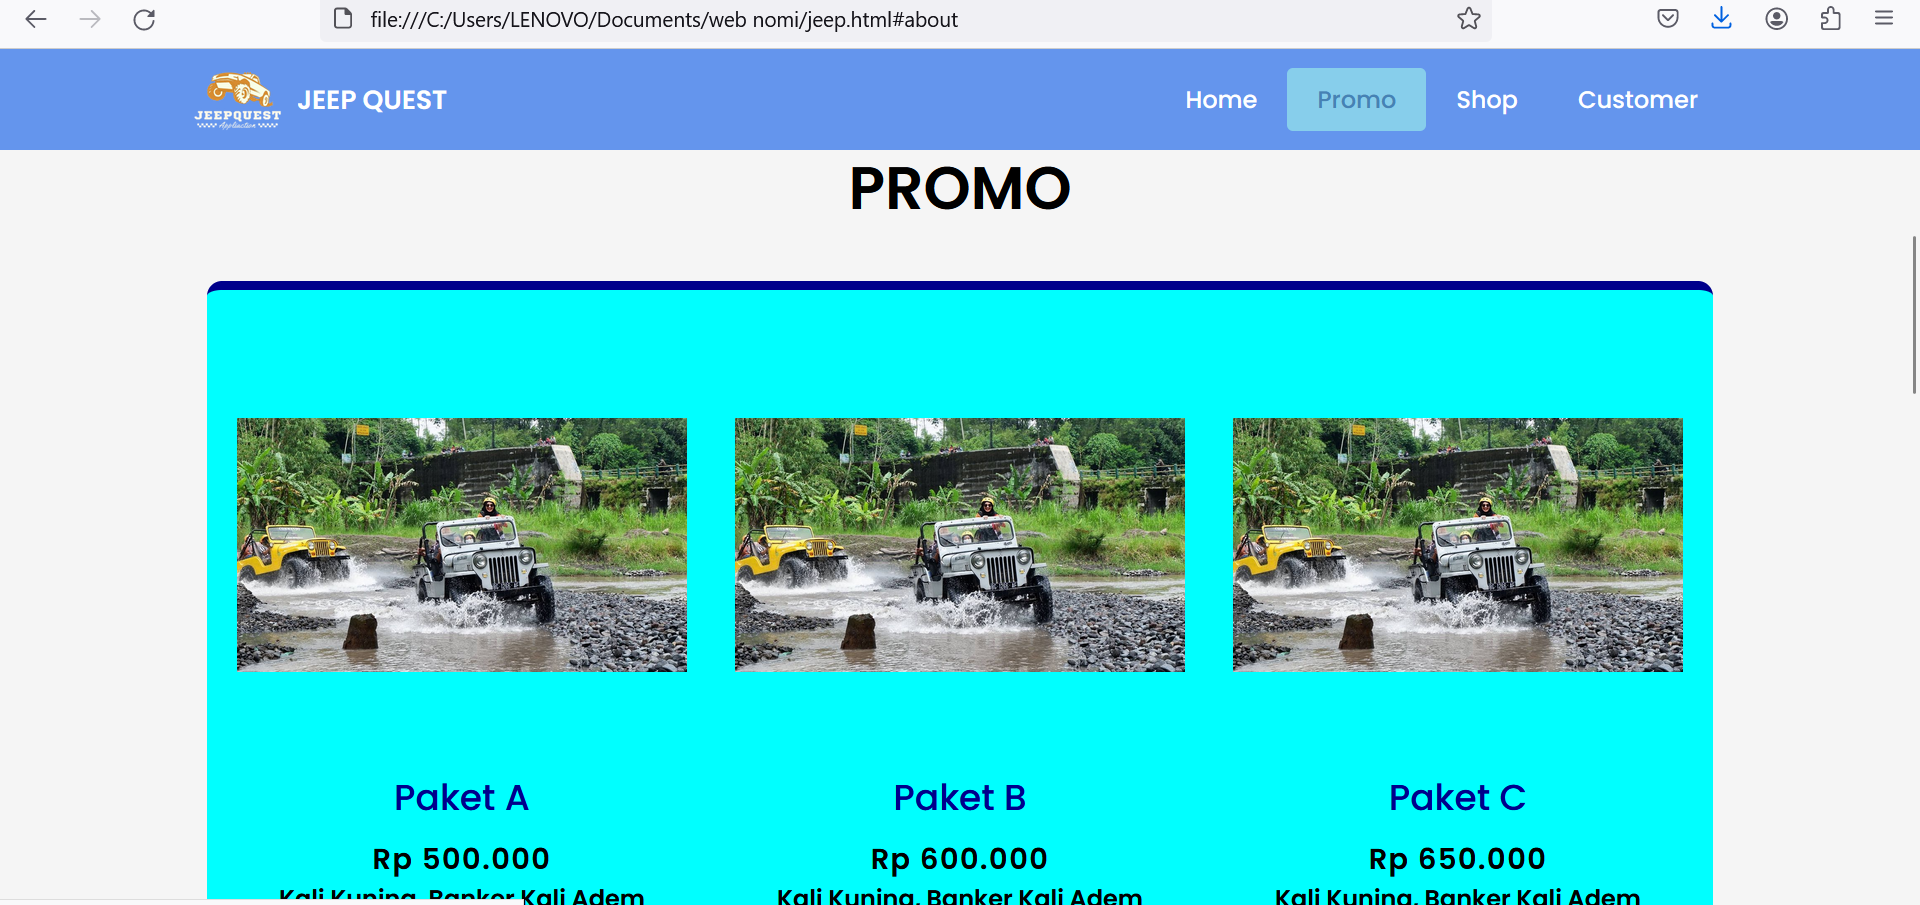 file:///C:/Users/LENOVO/Documents/web nomi/jeep.html#about
JEEPQUEST
Application
JEEP QUEST
Home Promo Shop Customer
PROMO
Paket A Paket B Paket C
Rp 500.000 Rp 600.000 Rp 650.000
Kali Kuning, Banker Kali Adem Kali Kuning, Banker Kali Adem Kali Kuning, Banker Kali Adem